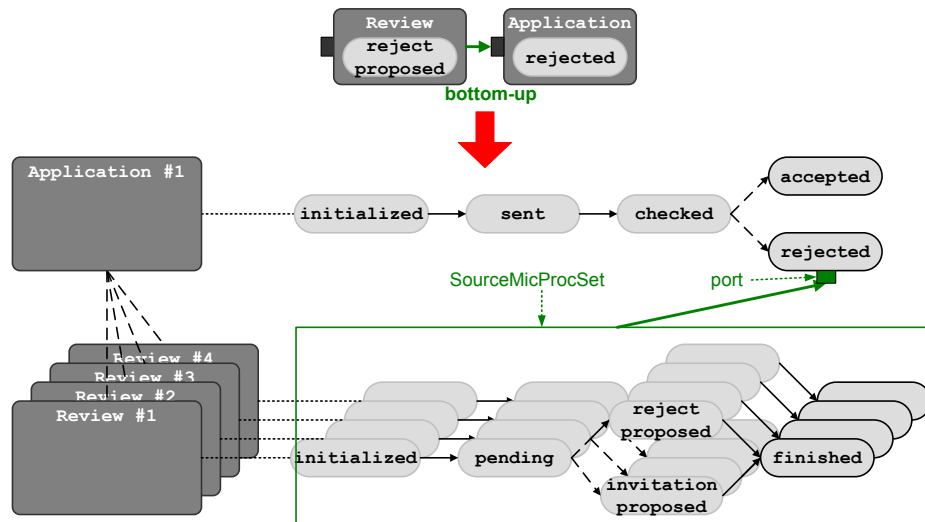 Review
Application
reject
proposed
rejected
bottom-up
Application #1
initialized
sent
checked
accepted
rejected
SourceMicProcSet
port
Review #4
Review #3
Review #2
Review #1
reject
proposed
initialized
pending
finished
invitation
proposed